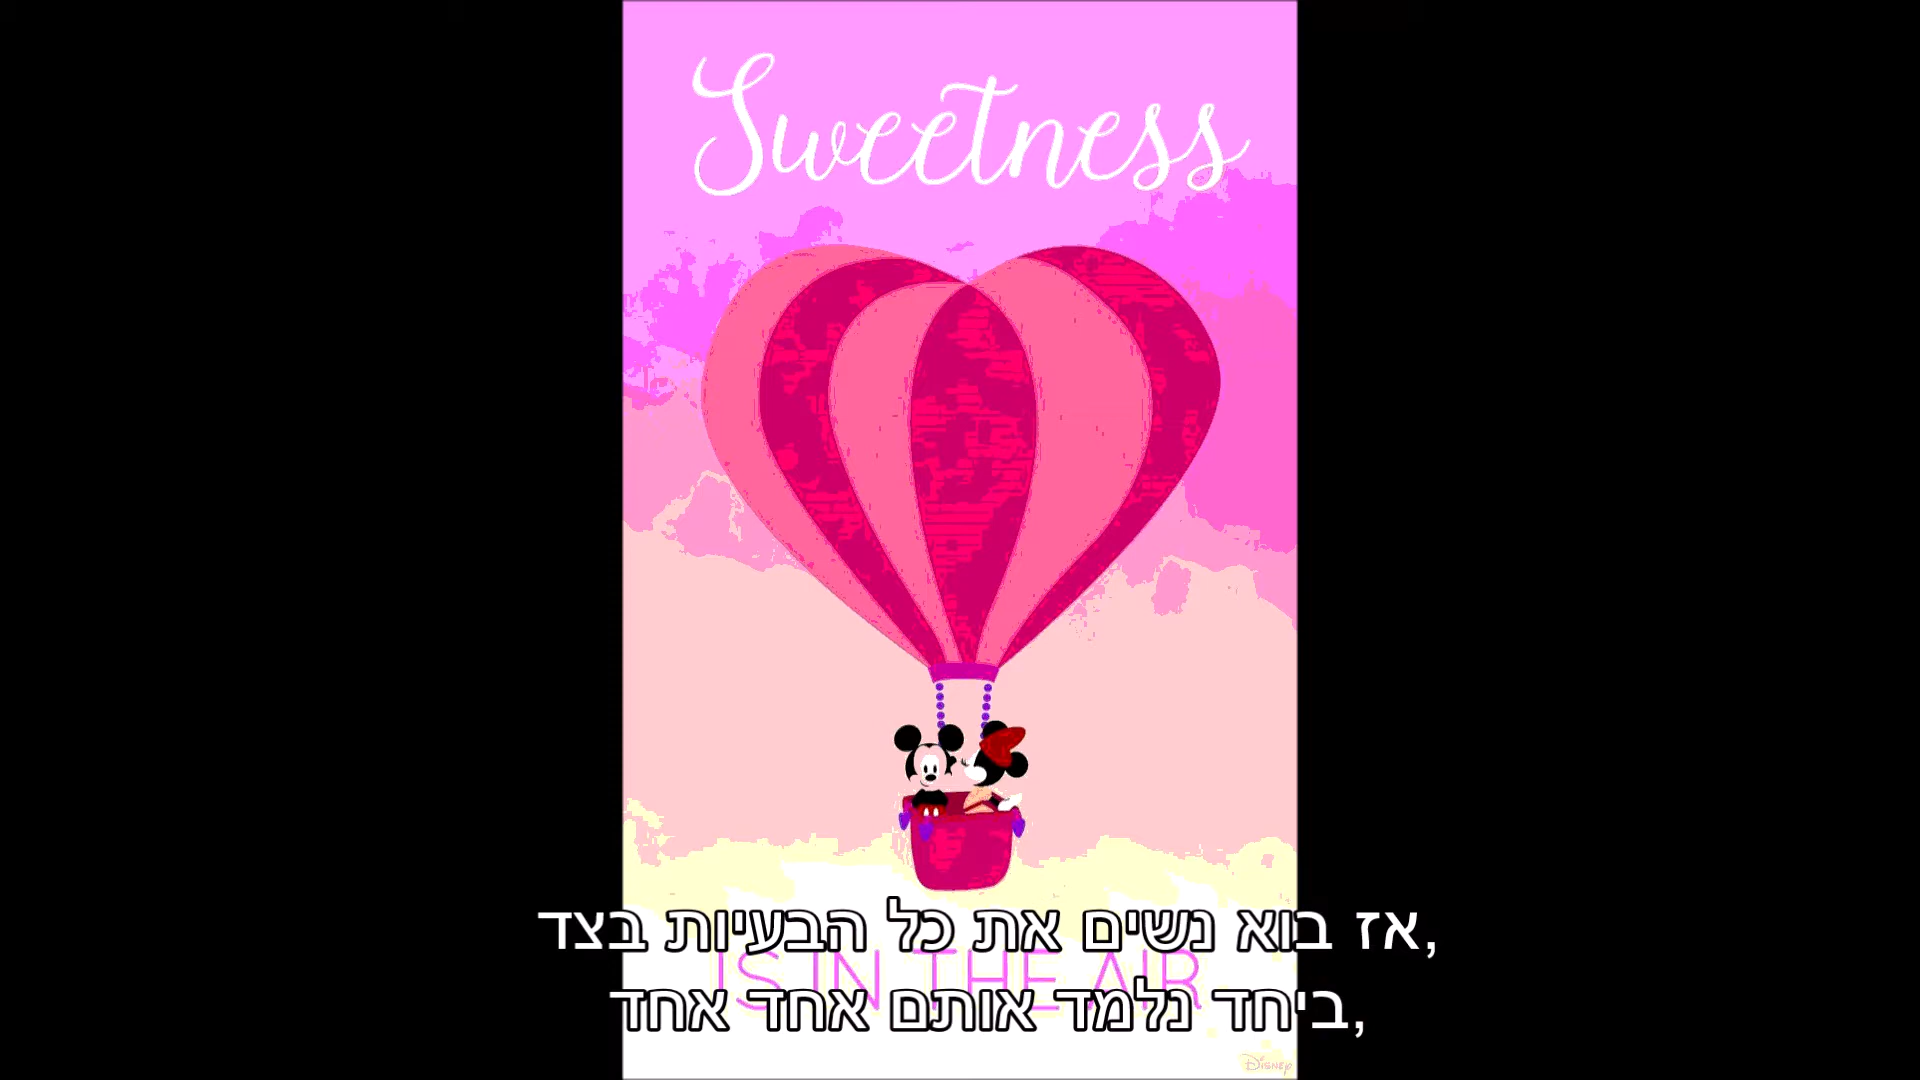 Sweetness
IS IN THE AIR
אז בוא נשים את כל הבעיות בצד,
ביחד נלמד אותם אחד אחד,
Disney